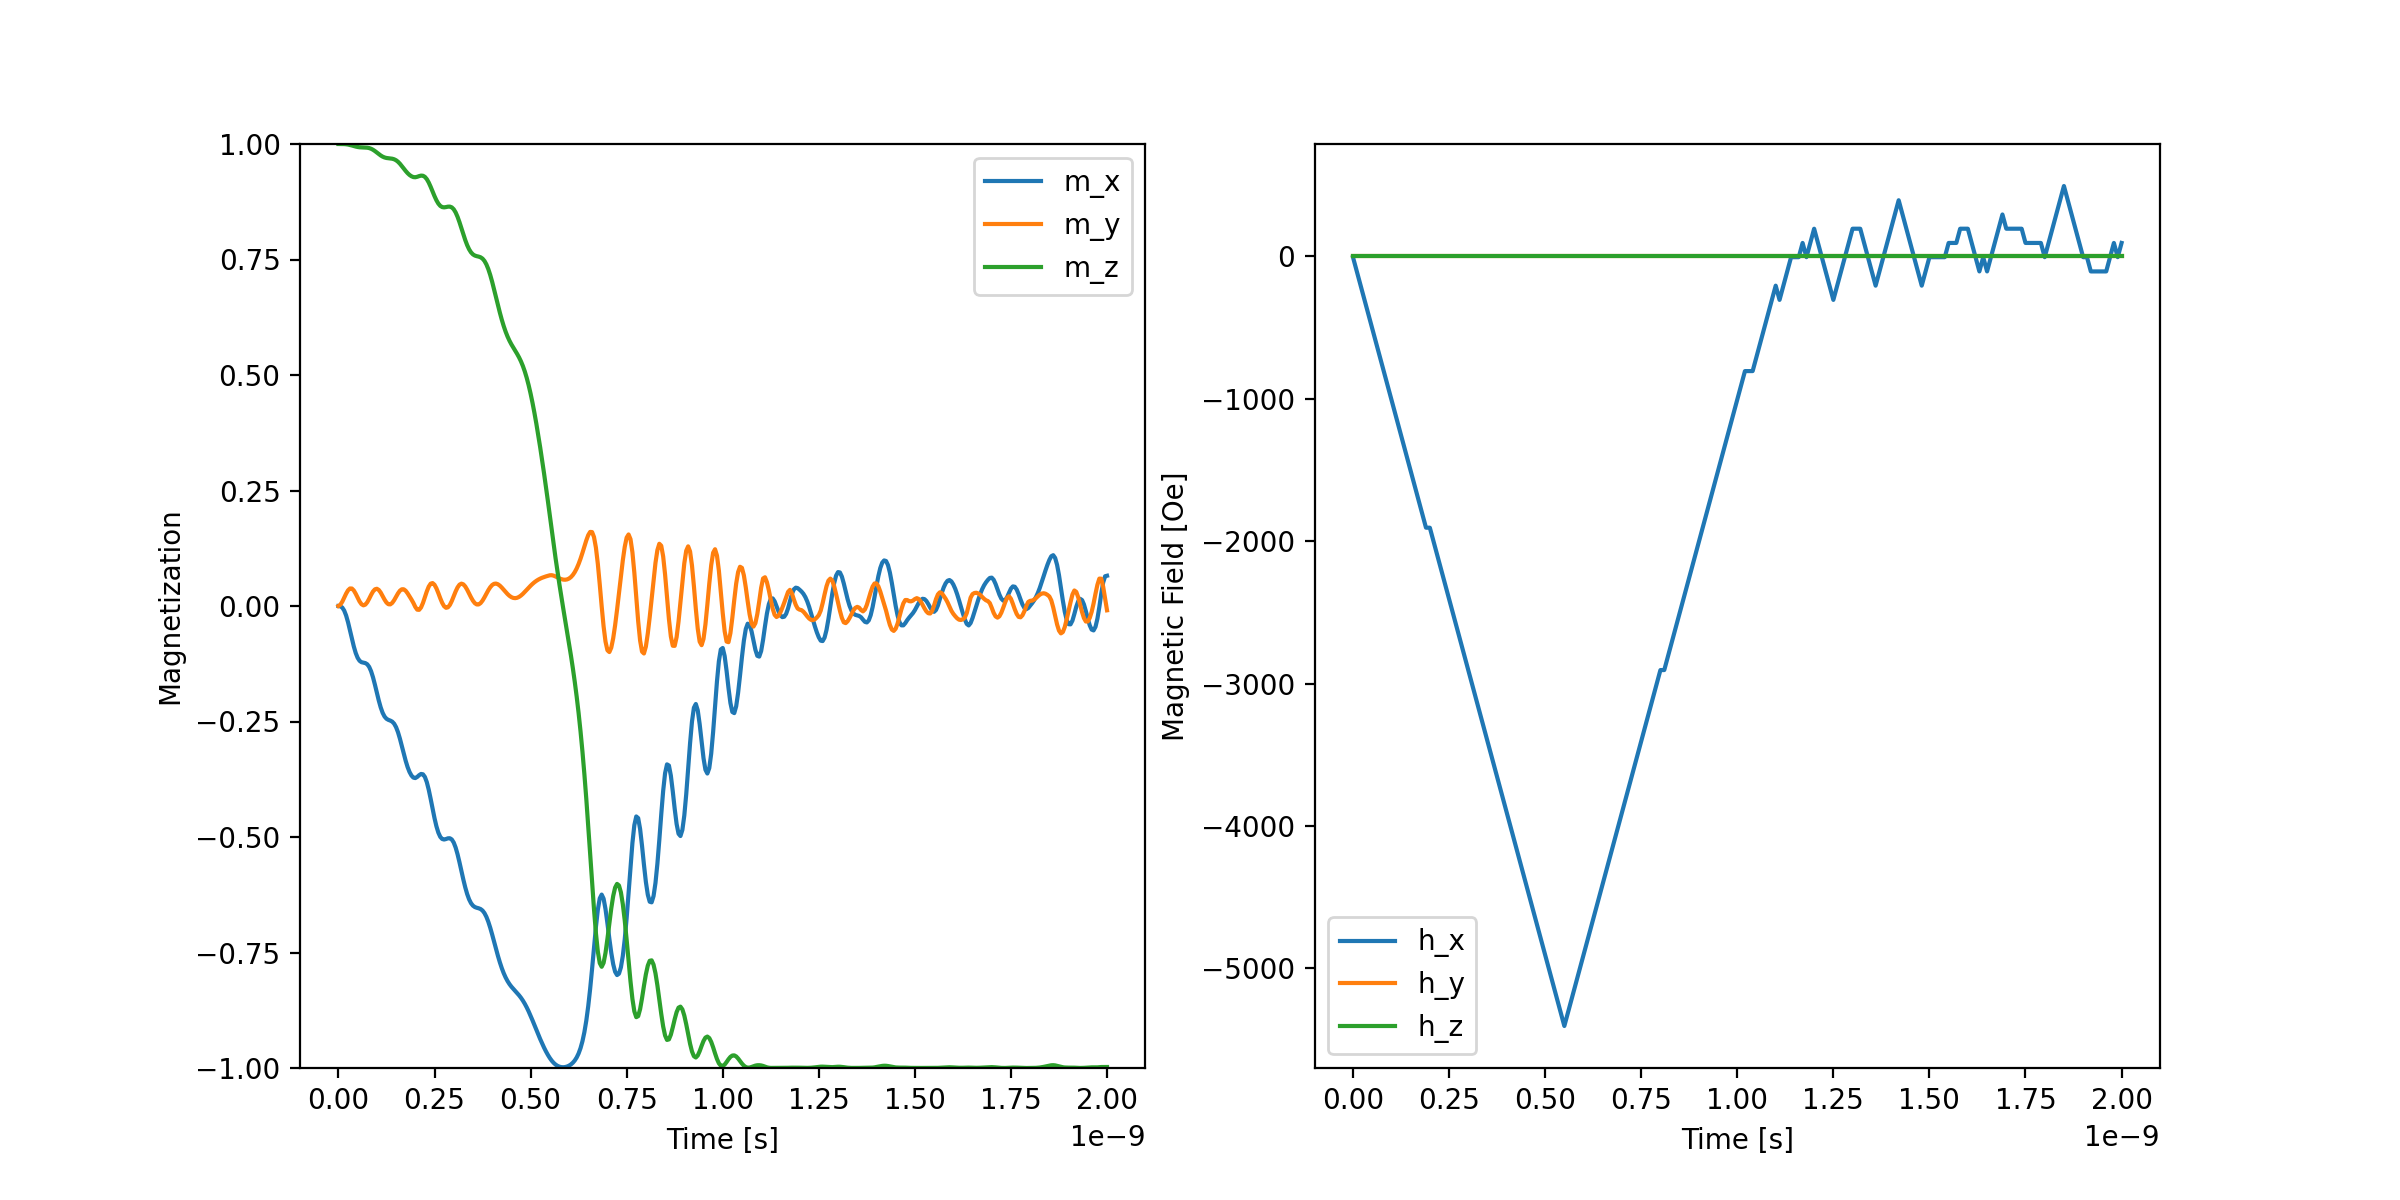 Magnetization
1.00
0.75
0.50
0.25
0.00
−0.25
−0.50
−0.75
−1.00
m_x
m_y
m_z
0.00 0.25 0.50 0.75 1.00 1.25 1.50 1.75 2.00
Time [s]
1e−9
Magnetic Field [Oe]
0
−1000
−2000
−3000
−4000
−5000
h_x
h_y
h_z
0.00 0.25 0.50 0.75 1.00 1.25 1.50 1.75 2.00
Time [s]
1e−9